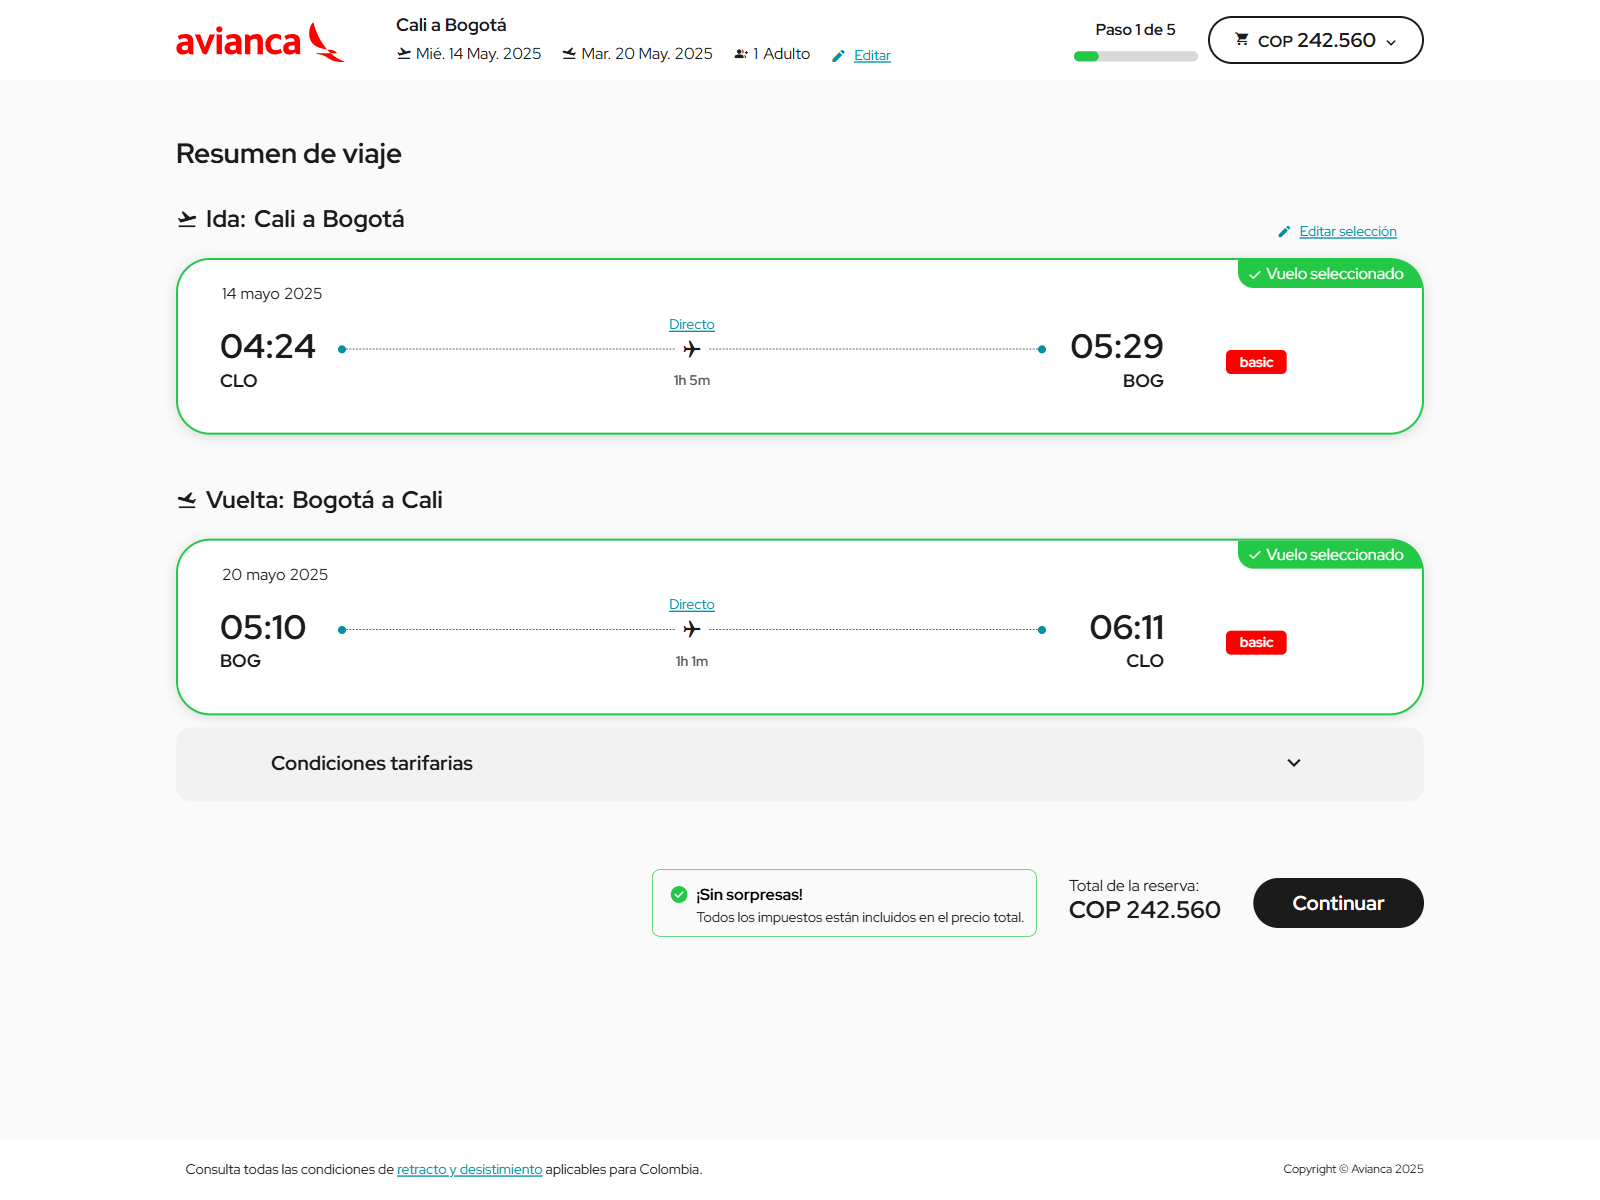 avianca
Cali a Bogotá
Mié. 14 May. 2025 Mar. 20 May. 2025 1 Adulto Editar
Paso 1 de 5
COP 242.560
Resumen de viaje
Ida: Cali a Bogotá
Editar selección
Vuelo seleccionado
14 mayo 2025
Directo
04:24 05:29
basic
CLO 1h 5m BOG
Vuelta: Bogotá a Cali
Vuelo seleccionado
20 mayo 2025
Directo
05:10 06:11
basic
BOG 1h 1m CLO
Condiciones tarifarias
¡Sin sorpresas!
Todos los impuestos están incluidos en el precio total.
Total de la reserva:
COP 242.560
Continuar
Consulta todas las condiciones de retracto y desistimiento aplicables para Colombia.
Copyright © Avianca 2025